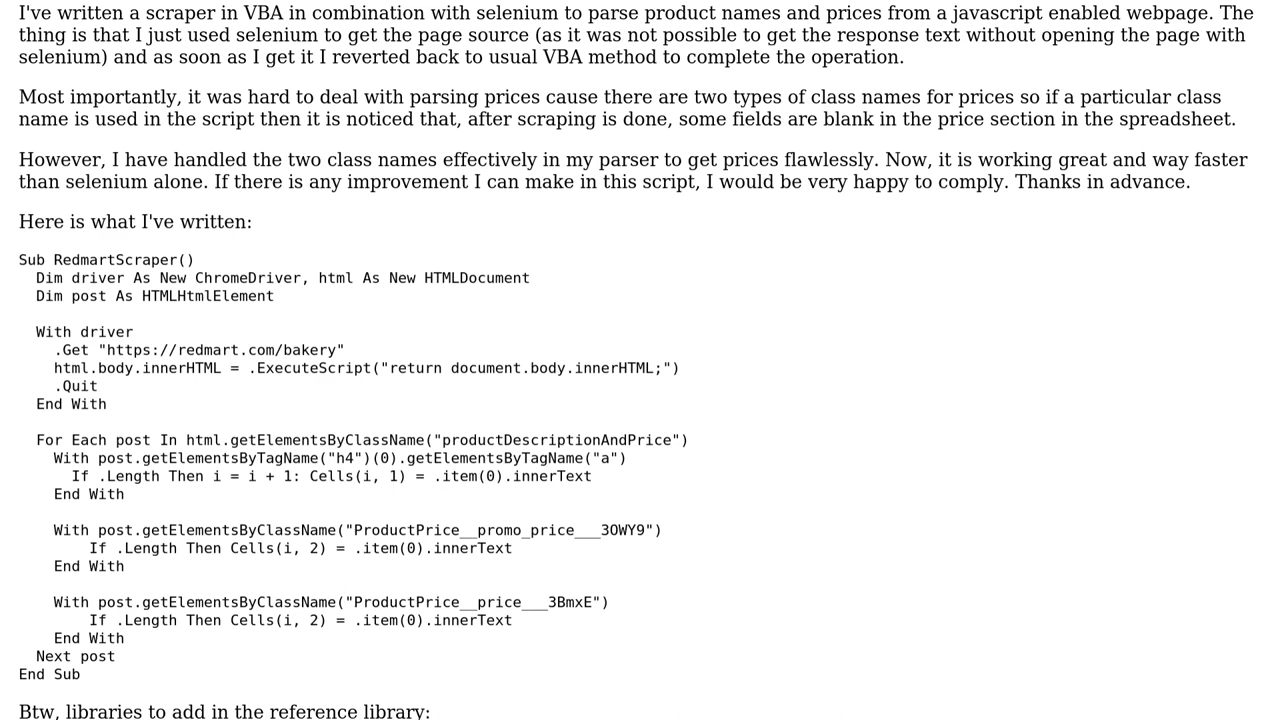 I've written a scraper in VBA in combination with selenium to parse product names and prices from a javascript enabled webpage. The
thing is that I just used selenium to get the page source (as it was not possible to get the response text without opening the page with
selenium) and as soon as I get it I reverted back to usual VBA method to complete the operation.
Most importantly, it was hard to deal with parsing prices cause there are two types of class names for prices so if a particular class
name is used in the script then it is noticed that, after scraping is done, some fields are blank in the price section in the spreadsheet.
However, I have handled the two class names effectively in my parser to get prices flawlessly. Now, it is working great and way faster
than selenium alone. If there is any improvement I can make in this script, I would be very happy to comply. Thanks in advance.
Here is what I've written:
Sub RedmartScraper()
  Dim driver As New ChromeDriver, html As New HTMLDocument
  Dim post As HTMLHtmlElement
  With driver
    .Get "https://redmart.com/bakery"
    html.body.innerHTML = .ExecuteScript("return document.body.innerHTML;")
    .Quit
  End With
  For Each post In html.getElementsByClassName("productDescriptionAndPrice")
    With post.getElementsByTagName("h4")(0).getElementsByTagName("a")
      If .Length Then i = i + 1: Cells(i, 1) = .item(0).innerText
    End With
    With post.getElementsByClassName("ProductPrice__promo_price___3OWY9")
        If .Length Then Cells(i, 2) = .item(0).innerText
    End With
    With post.getElementsByClassName("ProductPrice__price___3BmxE")
        If .Length Then Cells(i, 2) = .item(0).innerText
    End With
  Next post
End Sub
Btw, libraries to add in the reference library: